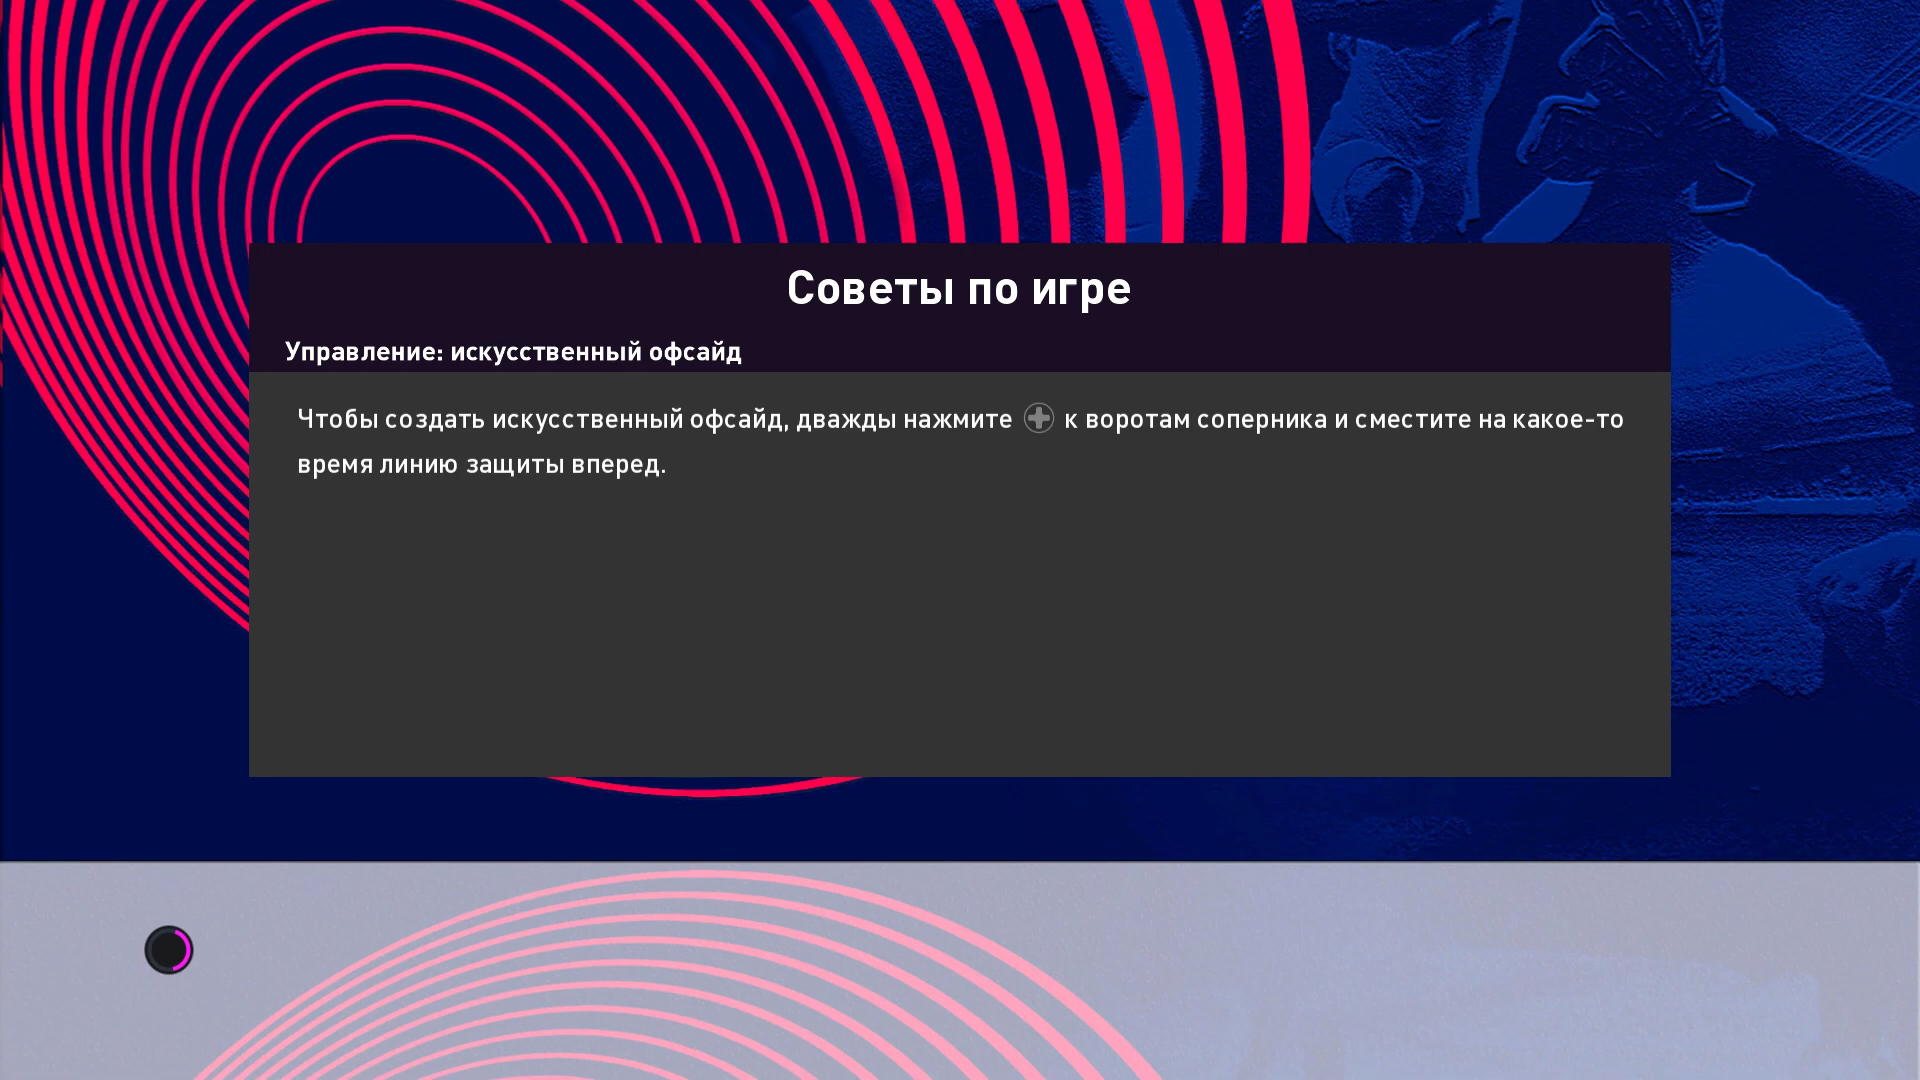 Советы по игре
Управление: искусственный офсайд
Чтобы создать искусственный офсайд, дважды нажмите к воротам соперника и сместите на какое-то
время линию защиты вперед.